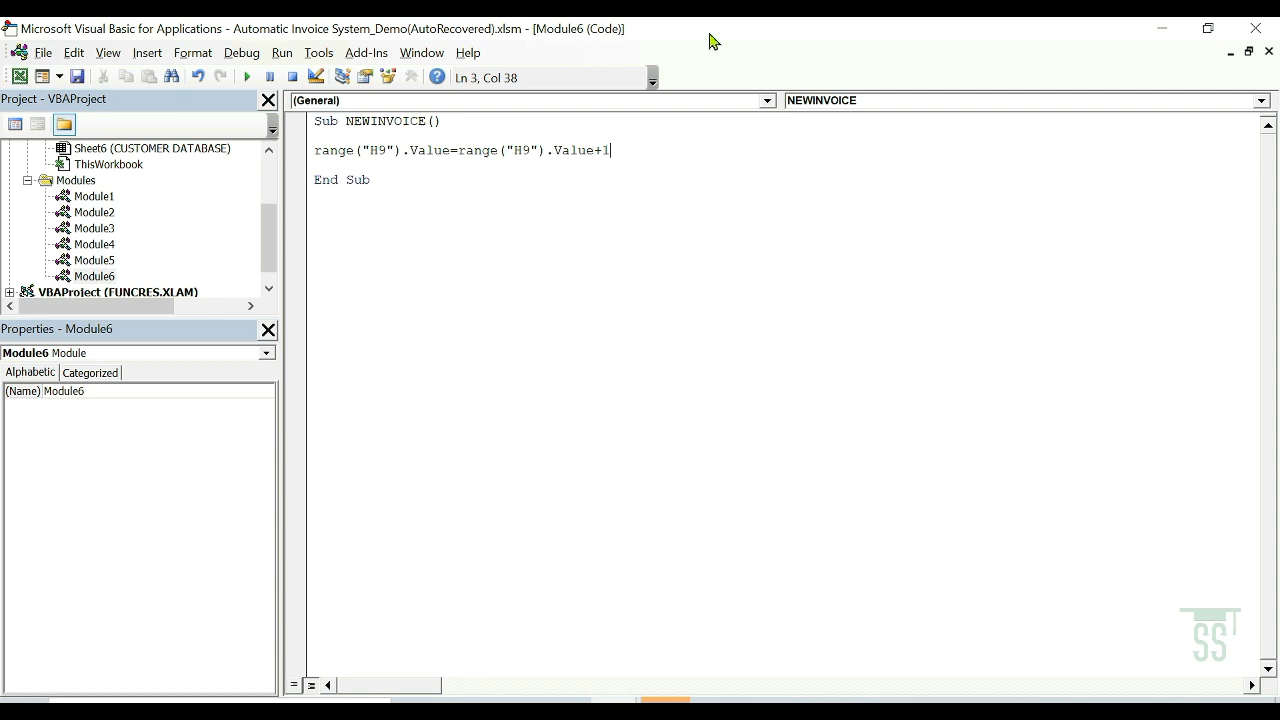 Microsoft Visual Basic for Applications - Automatic Invoice System_Demo(AutoRecovered).xlsm - [Module6 (Code)]
File Edit View Insert Format Debug Run Tools Add-Ins Window Help
Ln 3, Col 38
Project - VBAProject
Sheet6 (CUSTOMER DATABASE)
ThisWorkbook
Modules
Module1
Module2
Module3
Module4
Module5
Module6
VBAProject (FUNCRES.XLAM)
Properties - Module6
Module6 Module
Alphabetic Categorized
(Name) Module6
(General) NEWINVOICE
Sub NEWINVOICE()
range("H9").Value=range("H9").Value+1
End Sub
SS